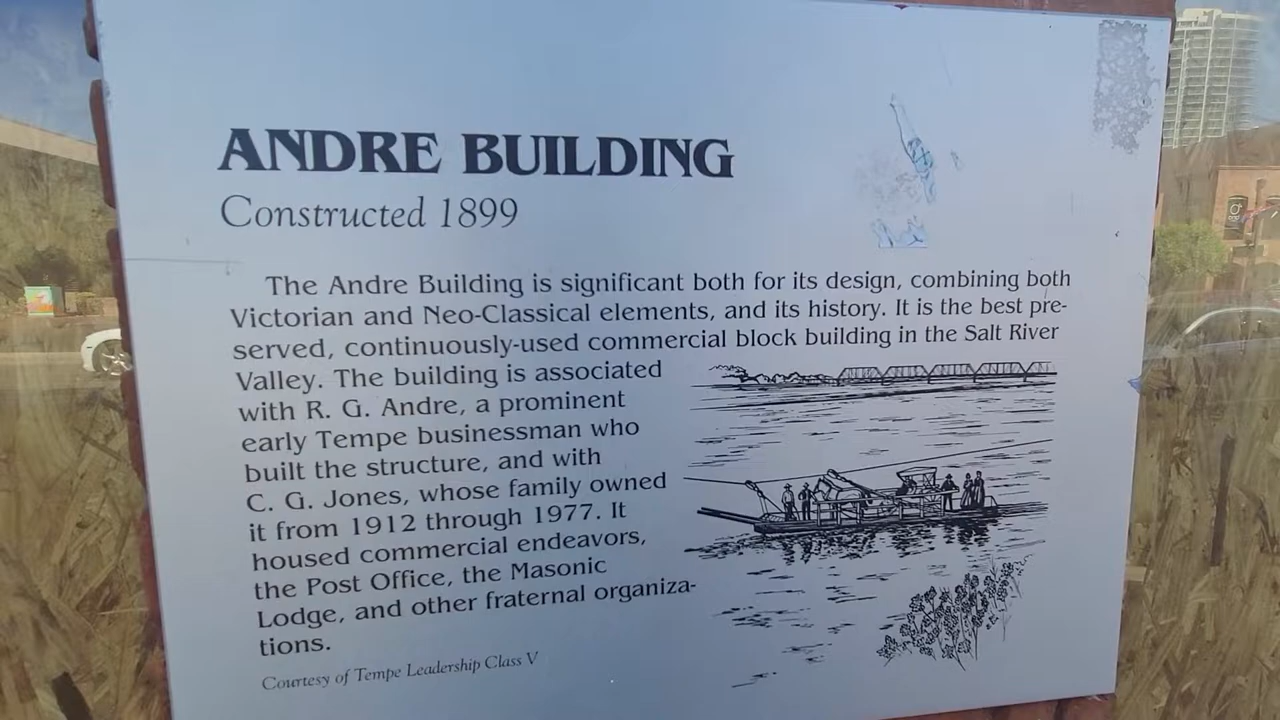 ANDRE BUILDING
Constructed 1899
The Andre Building is significant both for its design, combining both
Victorian and Neo-Classical elements, and its history. It is the best pre-
served, continuously-used commercial block building in the Salt River
Valley. The building is associated
with R. G. Andre, a prominent
early Tempe businessman who
built the structure, and with
C. G. Jones, whose family owned
it from 1912 through 1977. It
housed commercial endeavors,
the Post Office, the Masonic
Lodge, and other fraternal organiza-
tions.
Courtesy of Tempe Leadership Class V